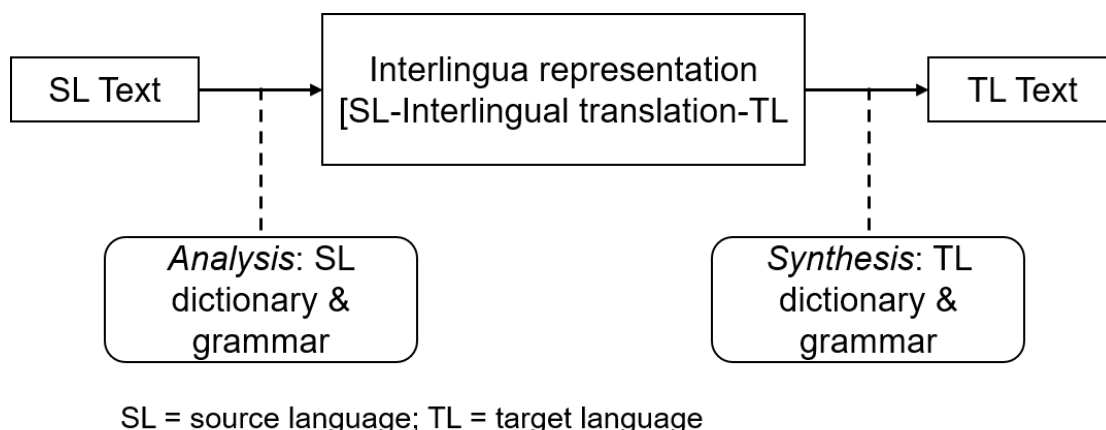 SL Text
Interlingua representation
[SL-Interlingual translation-TL
TL Text
Analysis: SL
dictionary &
grammar
Synthesis: TL
dictionary &
grammar
SL = source language; TL = target language